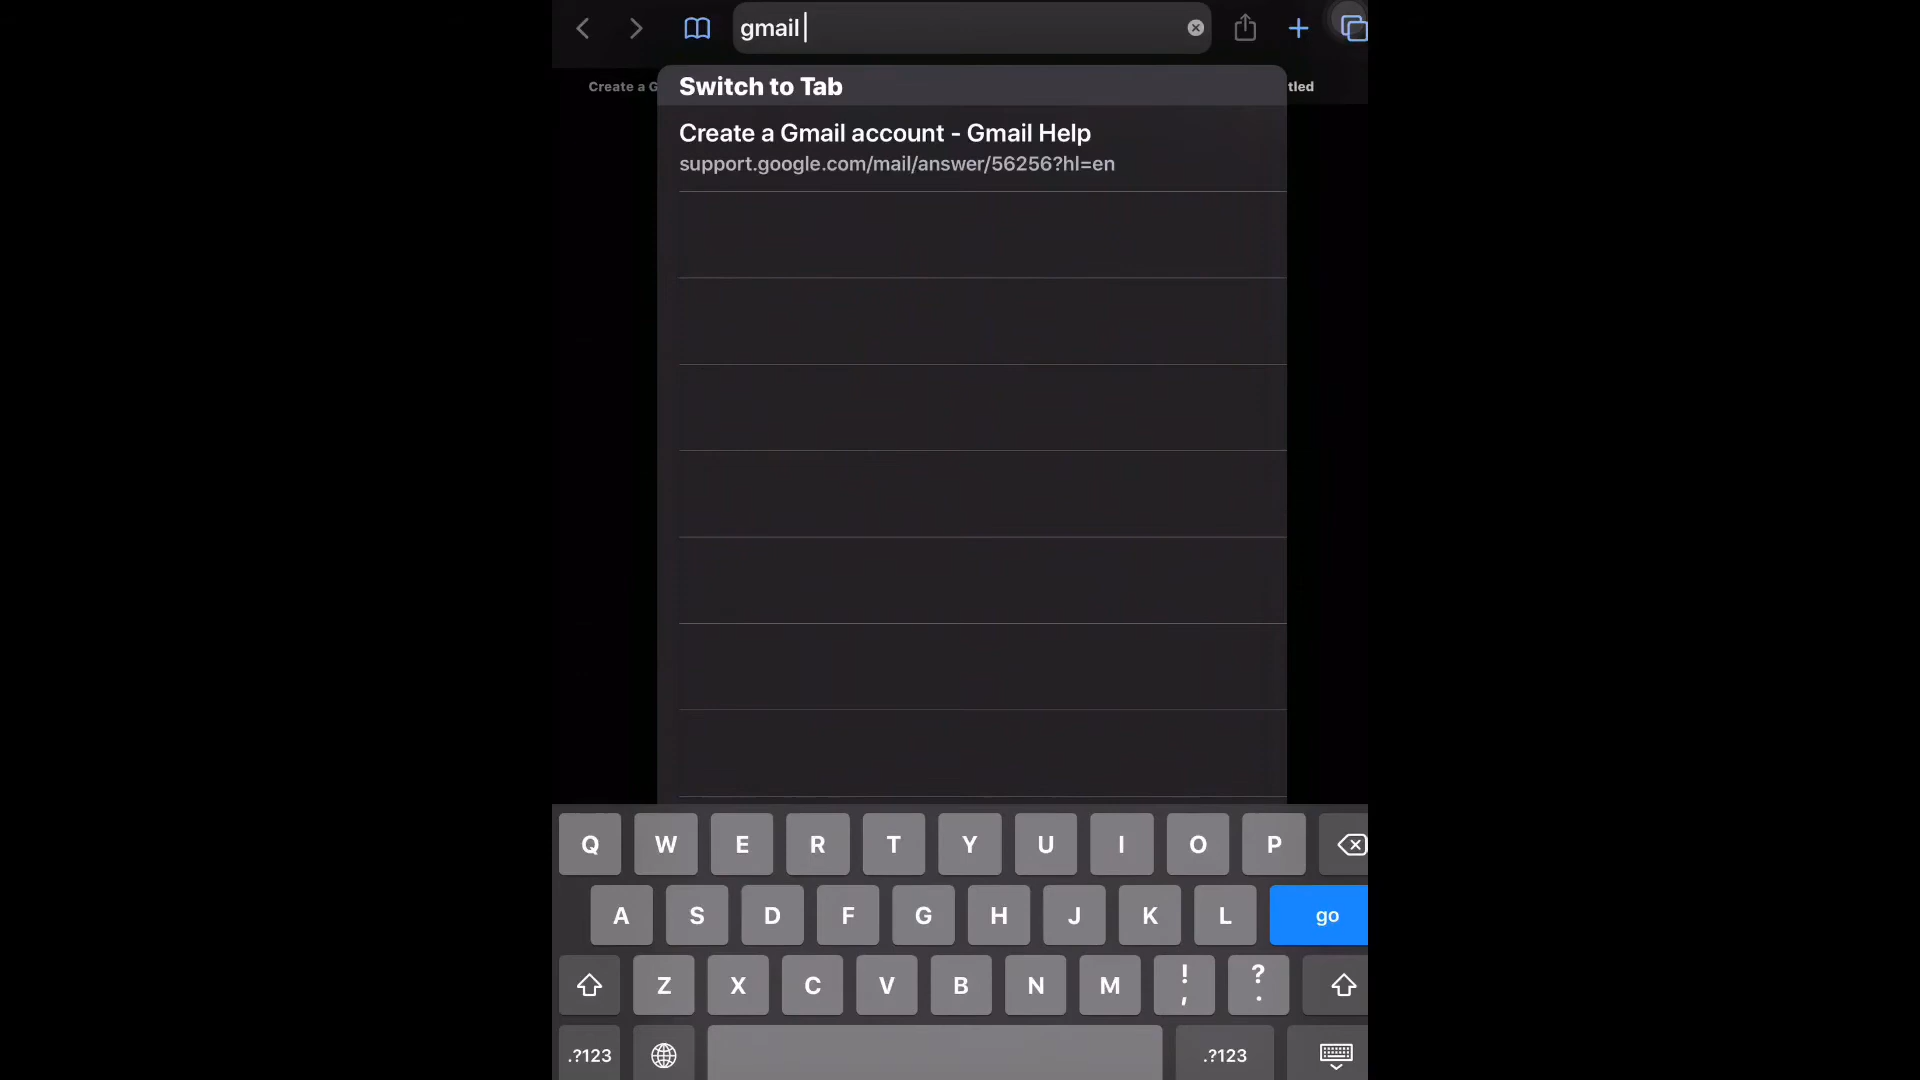 gmail
Create a G
Switch to Tab
tled
Create a Gmail account - Gmail Help
support.google.com/mail/answer/56256?hl=en
Q W E R T Y U I O P
A S D F G H J K L go
Z X C V B N M ! , ? .
.?123 .?123